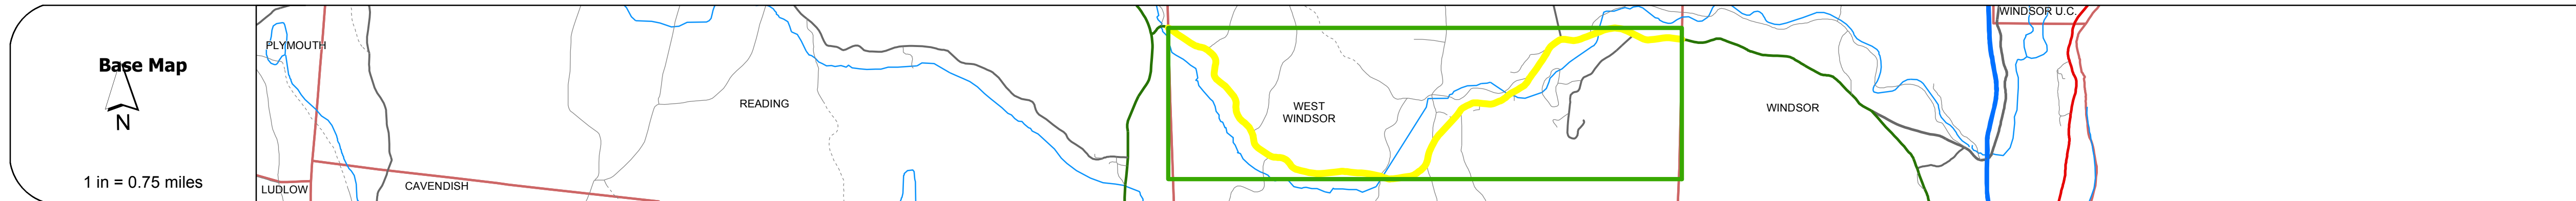 Base Map
N
1 in = 0.75 miles
PLYMOUTH
LUDLOW
CAVENDISH
READING
WEST
WINDSOR
WINDSOR
WINDSOR U.C.